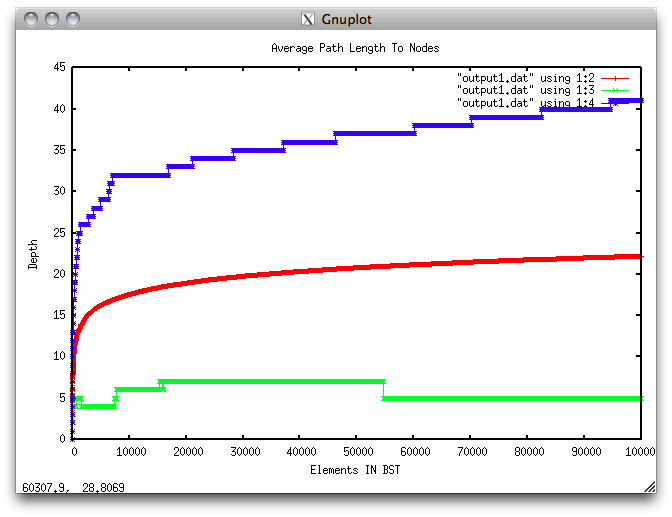 Gnuplot
Average Path Length To Nodes
"output1.dat" using 1:2
"output1.dat" using 1:3
"output1.dat" using 1:4
45
40
35
30
25
20
15
10
5
0
Depth
0 10000 20000 30000 40000 50000 60000 70000 80000 90000 10000
Elements IN BST
60307.9, 28.8069